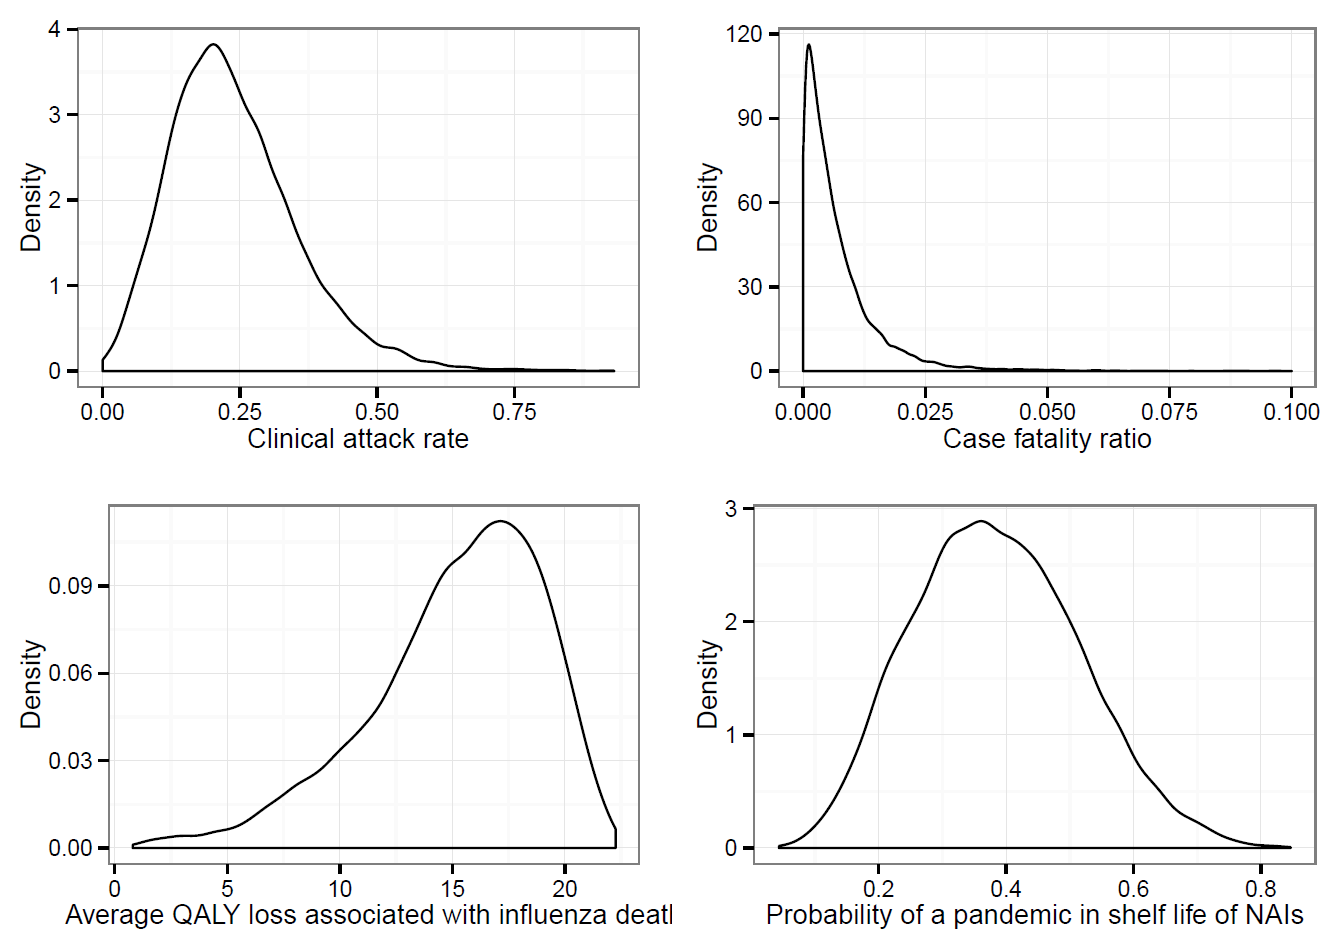 4
3
2
1
0
Density
0.00 0.25 0.50 0.75
Clinical attack rate
120
90
60
30
0
Density
0.000 0.025 0.050 0.075 0.100
Case fatality ratio
0.09
0.06
0.03
0.00
Density
0 5 10 15 20
Average QALY loss associated with influenza deatl
3
2
1
0
Density
0.2 0.4 0.6 0.8
Probability of a pandemic in shelf life of NAIs